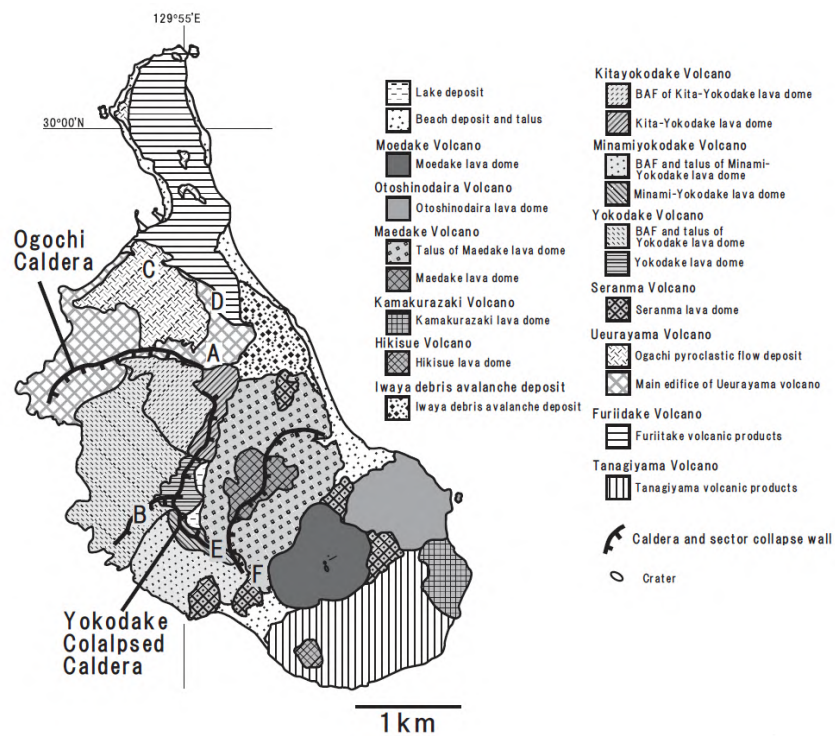 129°55'E
30°00'N
Ogochi
Caldera
C
D
A
B
E
F
Yokodake
Colalpsed
Caldera
1km
Lake deposit
Beach deposit and talus
Moedake Volcano
Moedake lava dome
Otoshinodaira Volcano
Otoshinodaira lava dome
Maedake Volcano
Talus of Maedake lava dome
Maedake lava dome
Kamakurazaki Volcano
Kamakurazaki lava dome
Hikisue Volcano
Hikisue lava dome
Iwaya debris avalanche deposit
Iwaya debris avalanche deposit
Kitayokodake Volcano
BAF of Kita-Yokodake lava dome
Kita-Yokodake lava dome
Minamiyokodake Volcano
BAF and talus of Minami-
Yokodake lava dome
Minami-Yokodake lava dome
Yokodake Volcano
BAF and talus of
Yokodake lava dome
Yokodake lava dome
Seranma Volcano
Seranma lava dome
Ueurayama Volcano
Ogachi pyroclastic flow deposit
Main edifice of Ueurayama volcano
Furiidake Volcano
Furiitake volcanic products
Tanagiyama Volcano
Tanagiyama volcanic products
Caldera and sector collapse wall
Crater